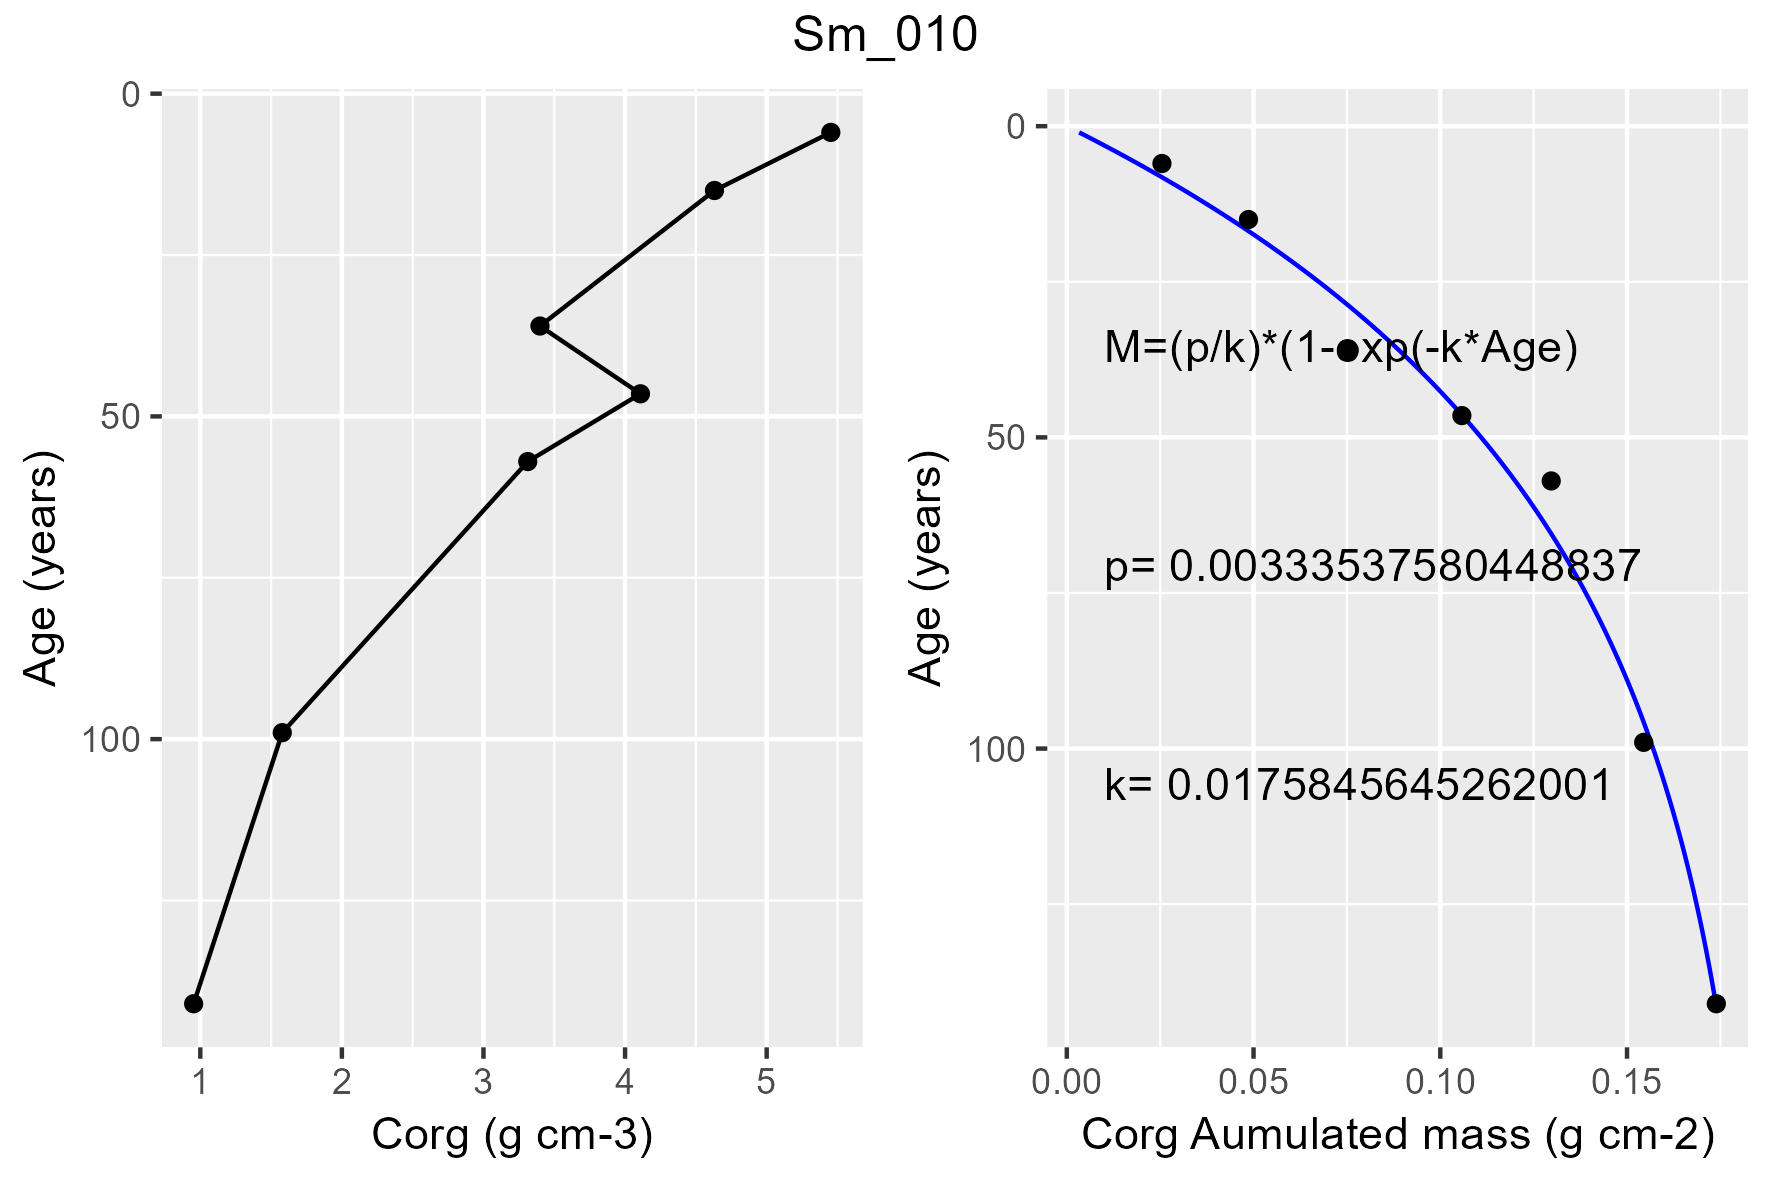 Sm_010
0
50
100
Age (years)
1 2 3 4 5
Corg (g cm-3)
0
50
100
Age (years)
M=(p/k)*(1-exp(-k*Age)
p= 0.00333537580448837
k= 0.0175845645262001
0.00 0.05 0.10 0.15
Corg Aumulated mass (g cm-2)